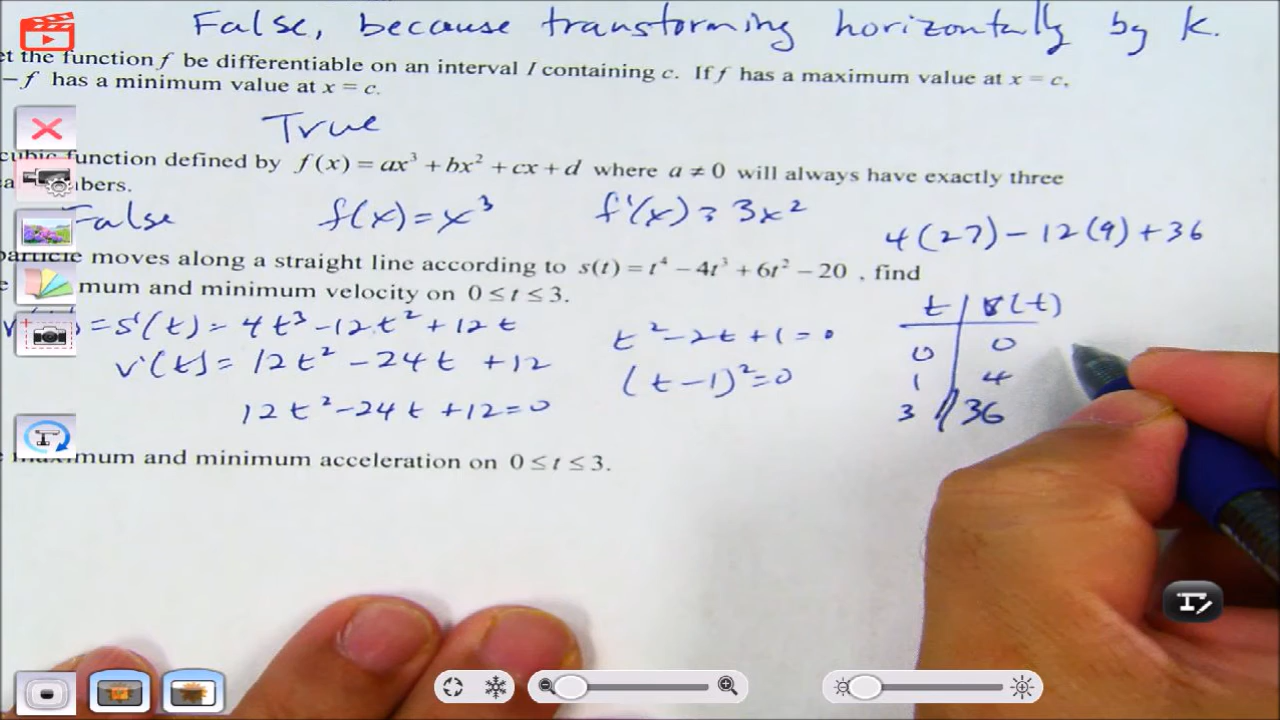 False, because transforming horizontally by k.
et the function f be differentiable on an interval I containing c. If f has a maximum value at x = c,
– f has a minimum value at x = c.
True
cubic function defined by f(x) = ax³ + bx² + cx + d where a ≠ 0 will always have exactly three
numbers.
False f(x) = x³ f'(x) = 3x²
4(27) – 12(9) + 36
particle moves along a straight line according to s(t) = t⁴ – 4t³ + 6t² – 20 , find
mum and minimum velocity on 0 ≤ t ≤ 3.
= s'(t) = 4t³ – 12t² + 12t
v'(t) = 12t² – 24t + 12
12t² – 24t + 12 = 0
t² – 2t + 1 = 0
(t – 1)² = 0
t | v(t)
0 0
1 4
3 36
maximum and minimum acceleration on 0 ≤ t ≤ 3.